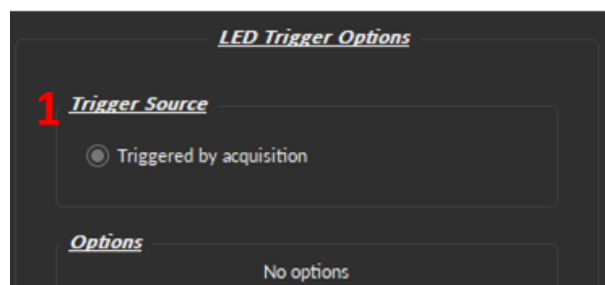 LED Trigger Options
1 Trigger Source
Triggered by acquisition
Options
No options